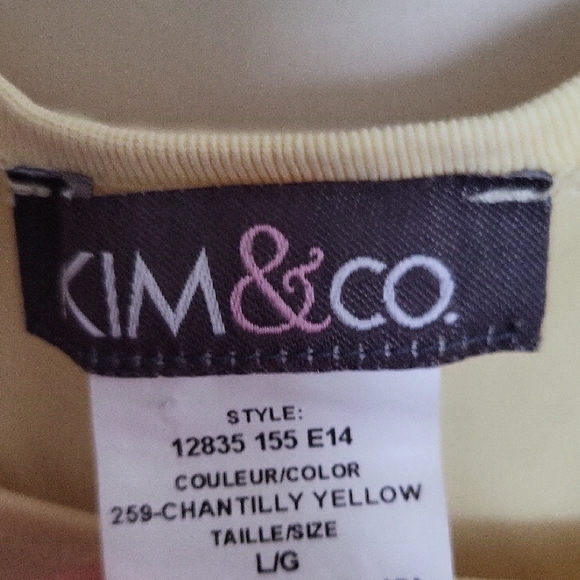 KIM&CO.
STYLE:
12835 155 E14
COULEUR/COLOR
259-CHANTILLY YELLOW
TAILLE/SIZE
L/G